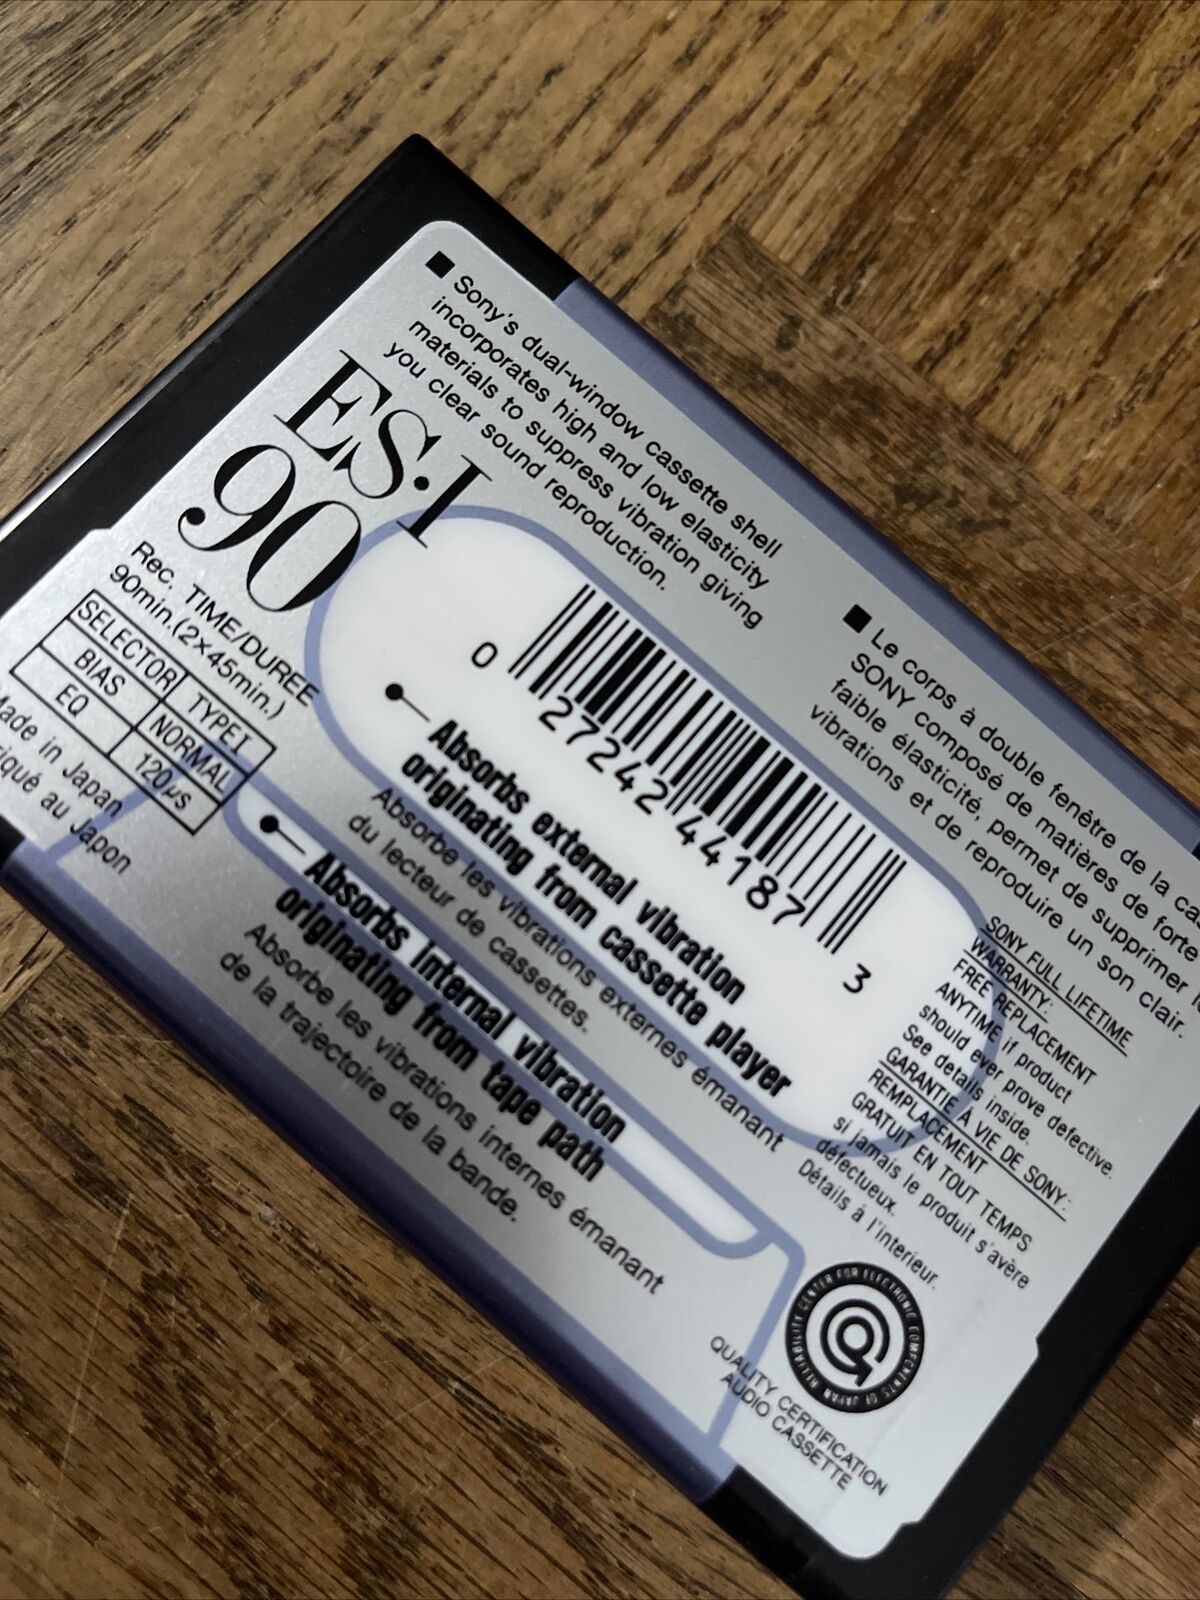 ■ Sony's dual-window cassette shell
incorporates high and low elasticity
materials to suppress vibration giving
you clear sound reproduction.
■ Le corps à double fenêtre de la
SONY composé de matières de forte
faible élasticité, permet de supprimer
vibrations et de reproduire un son clair.
ES·I
90
Rec. TIME/DUREE
90min.(2×45min.)
SELECTOR TYPE I
BIAS NORMAL
EQ 120μs
Made in Japan
au Japon
0 27242 44187 3
Absorbs external vibration
originating from cassette player
Absorbe les vibrations externes émanant
du lecteur de cassettes.
Absorbs internal vibration
originating from tape path
Absorbe les vibrations internes émanant
de la trajectoire de la bande.
SONY FULL LIFETIME
WARRANTY:
FREE REPLACEMENT
ANYTIME if product
should ever prove defective.
See details inside.
GARANTIE À VIE DE SONY:
REMPLACEMENT
GRATUIT EN TOUT TEMPS
si jamais le produit s'avère
défectueux.
Détails à l'interieur.
RELIABILITY CENTER FOR ELECTRONIC COMPONENTS OF JAPAN
QUALITY CERTIFICATION
AUDIO CASSETTE